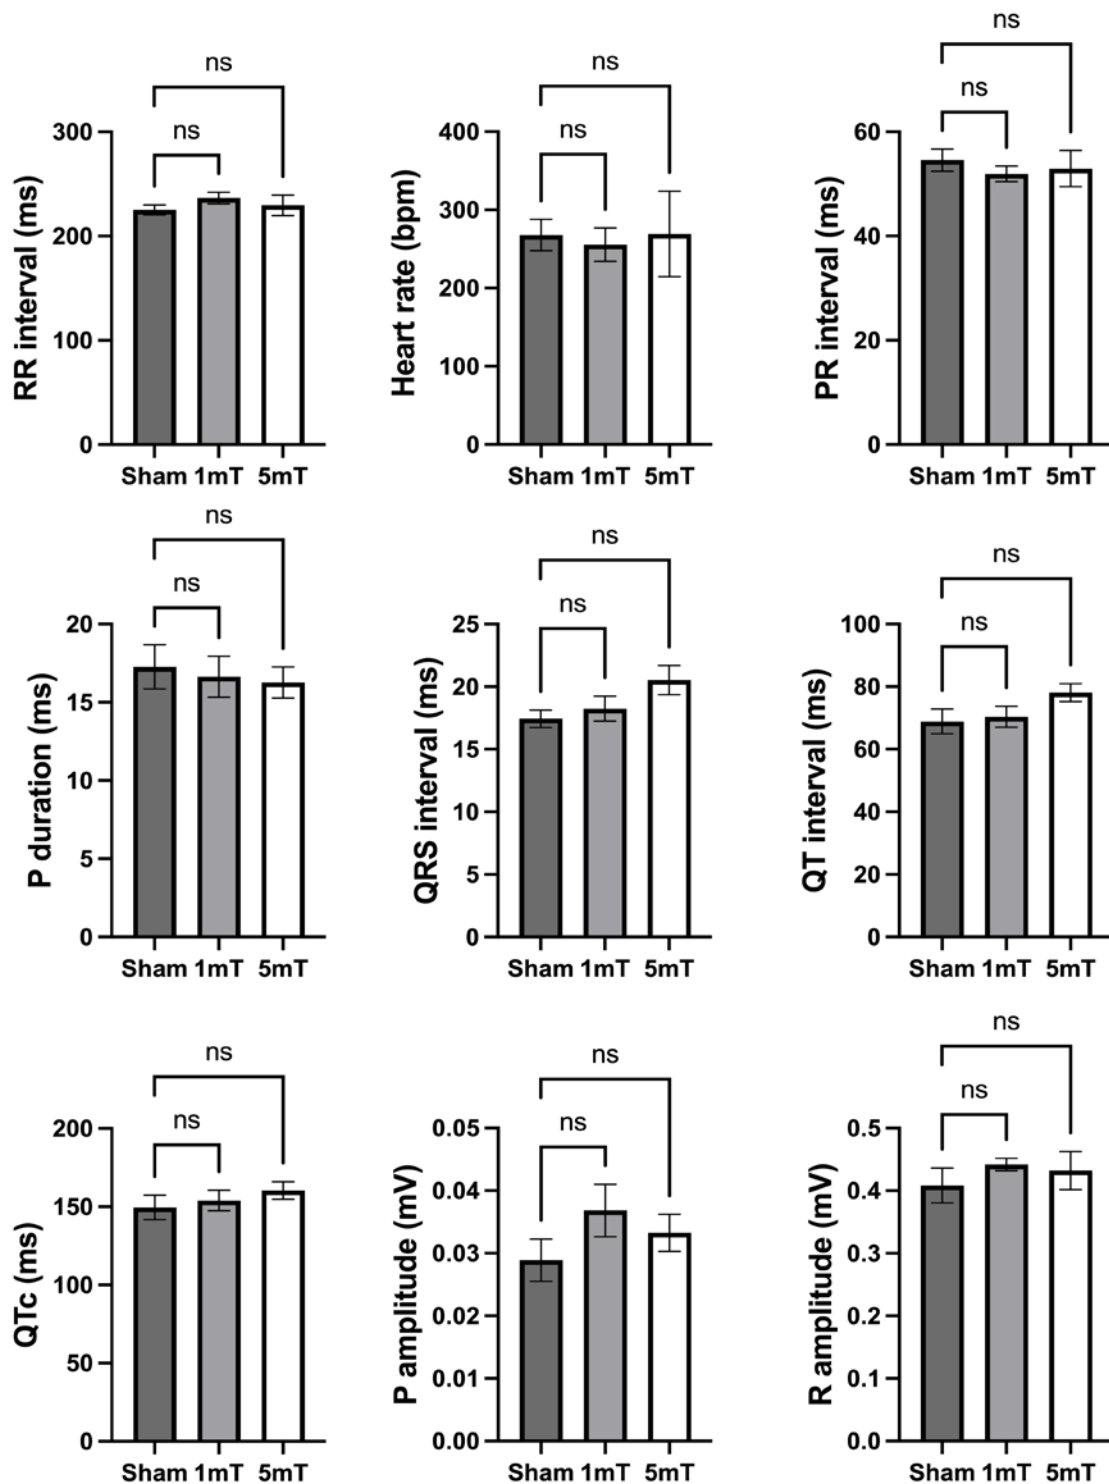 ns
ns
RR interval (ms)
300
200
100
0
Sham 1mT 5mT
ns
ns
Heart rate (bpm)
400
300
200
100
0
Sham 1mT 5mT
ns
ns
PR interval (ms)
60
40
20
0
Sham 1mT 5mT
ns
ns
P duration (ms)
20
15
10
5
0
Sham 1mT 5mT
ns
ns
QRS interval (ms)
25
20
15
10
5
0
Sham 1mT 5mT
ns
ns
QT interval (ms)
100
80
60
40
20
0
Sham 1mT 5mT
ns
ns
QTc (ms)
200
150
100
50
0
Sham 1mT 5mT
ns
ns
P amplitude (mV)
0.05
0.04
0.03
0.02
0.01
0.00
Sham 1mT 5mT
ns
ns
R amplitude (mV)
0.5
0.4
0.3
0.2
0.1
0.0
Sham 1mT 5mT